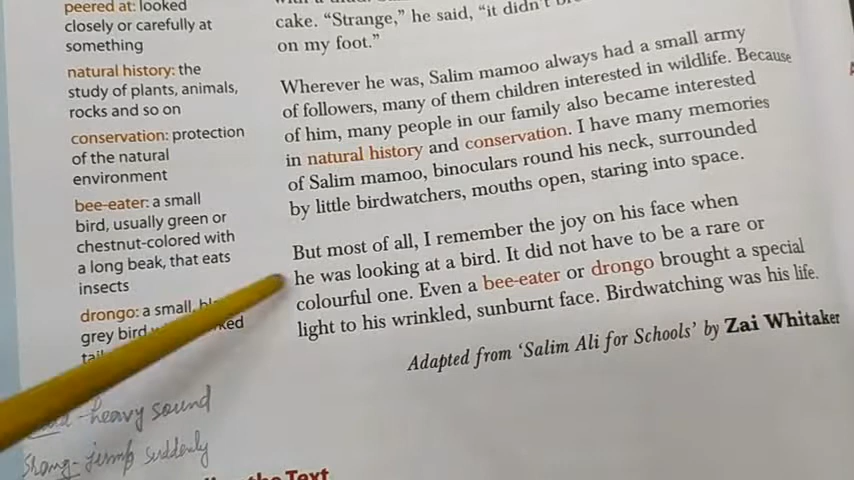 peered at: looked
closely or carefully at
something
natural history: the
study of plants, animals,
rocks and so on
conservation: protection
of the natural
environment
bee-eater: a small
bird, usually green or
chestnut-colored with
a long beak, that eats
insects
drongo: a small,
grey bird
cake. “Strange,” he said, “it didn’t
on my foot.”
Wherever he was, Salim mamoo always had a small army
of followers, many of them children interested in wildlife. Because
of him, many people in our family also became interested
in natural history and conservation. I have many memories
of Salim mamoo, binoculars round his neck, surrounded
by little birdwatchers, mouths open, staring into space.
But most of all, I remember the joy on his face when
he was looking at a bird. It did not have to be a rare or
colourful one. Even a bee-eater or drongo brought a special
light to his wrinkled, sunburnt face. Birdwatching was his life.
Adapted from ‘Salim Ali for Schools’ by Zai Whitaker
-heavy sound
suddenly
the Text